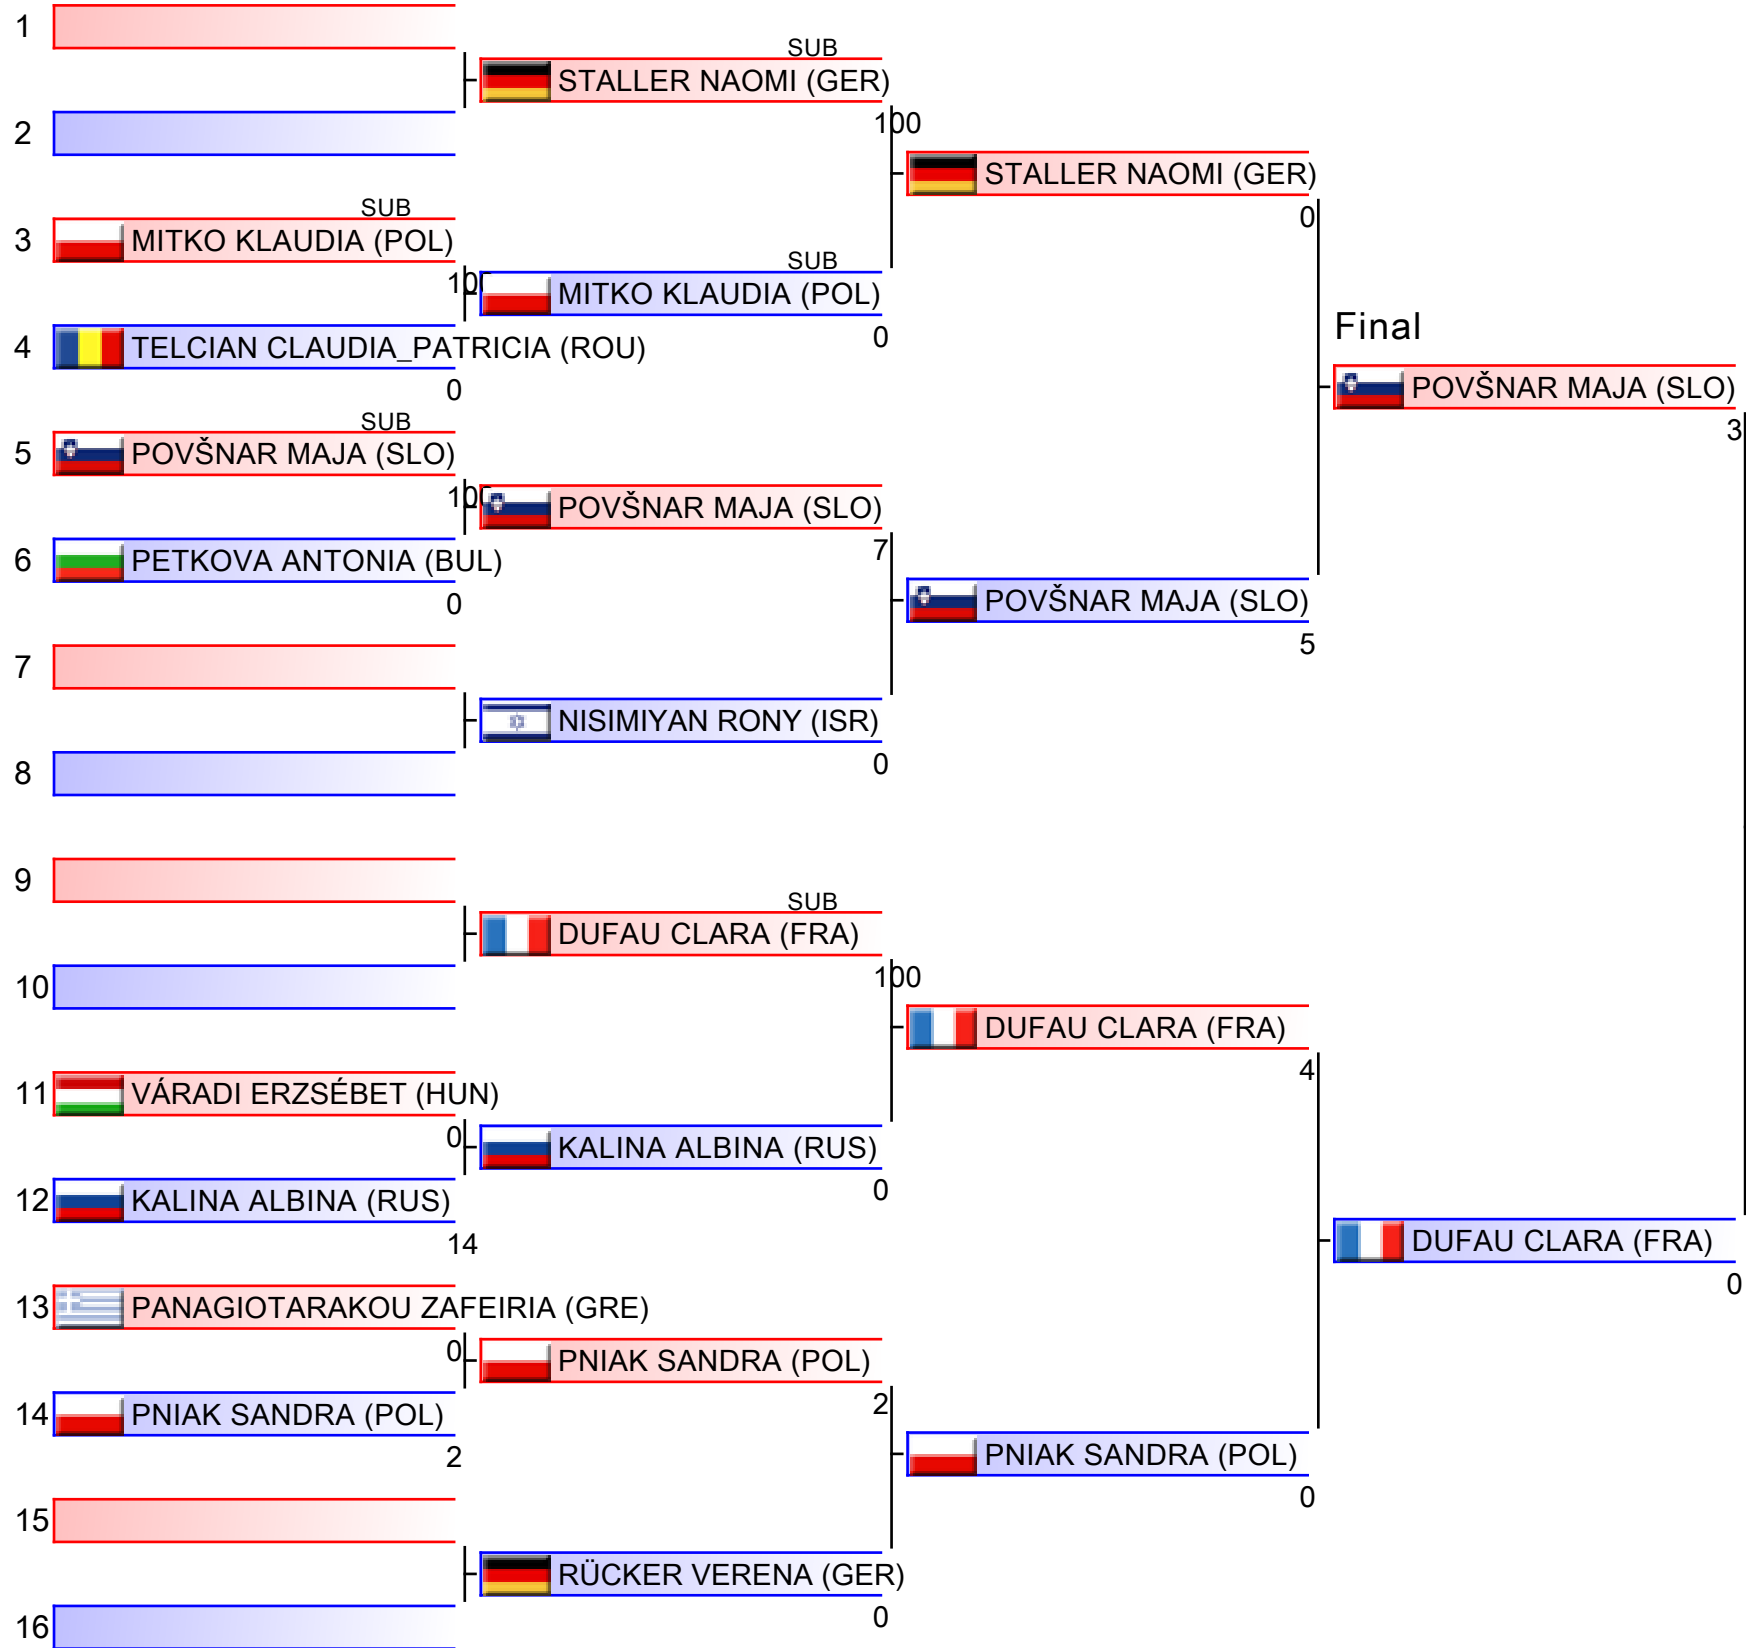 1
SUB
STALLER NAOMI (GER)
100
2
STALLER NAOMI (GER)
0
SUB
3 MITKO KLAUDIA (POL)
SUB
MITKO KLAUDIA (POL)
0
4 TELCIAN CLAUDIA_PATRICIA (ROU)
0
Final
POVŠNAR MAJA (SLO)
3
SUB
5 POVŠNAR MAJA (SLO)
POVŠNAR MAJA (SLO)
7
6 PETKOVA ANTONIA (BUL)
0
POVŠNAR MAJA (SLO)
5
7
NISIMIYAN RONY (ISR)
0
8
9
SUB
DUFAU CLARA (FRA)
100
10
DUFAU CLARA (FRA)
4
11 VÁRADI ERZSÉBET (HUN)
0
KALINA ALBINA (RUS)
0
12 KALINA ALBINA (RUS)
14
DUFAU CLARA (FRA)
0
13 PANAGIOTARAKOU ZAFEIRIA (GRE)
0
PNIAK SANDRA (POL)
2
14 PNIAK SANDRA (POL)
2
PNIAK SANDRA (POL)
0
15
RÜCKER VERENA (GER)
0
16